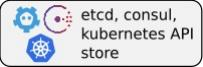 etcd, consul,
kubernetes API
store